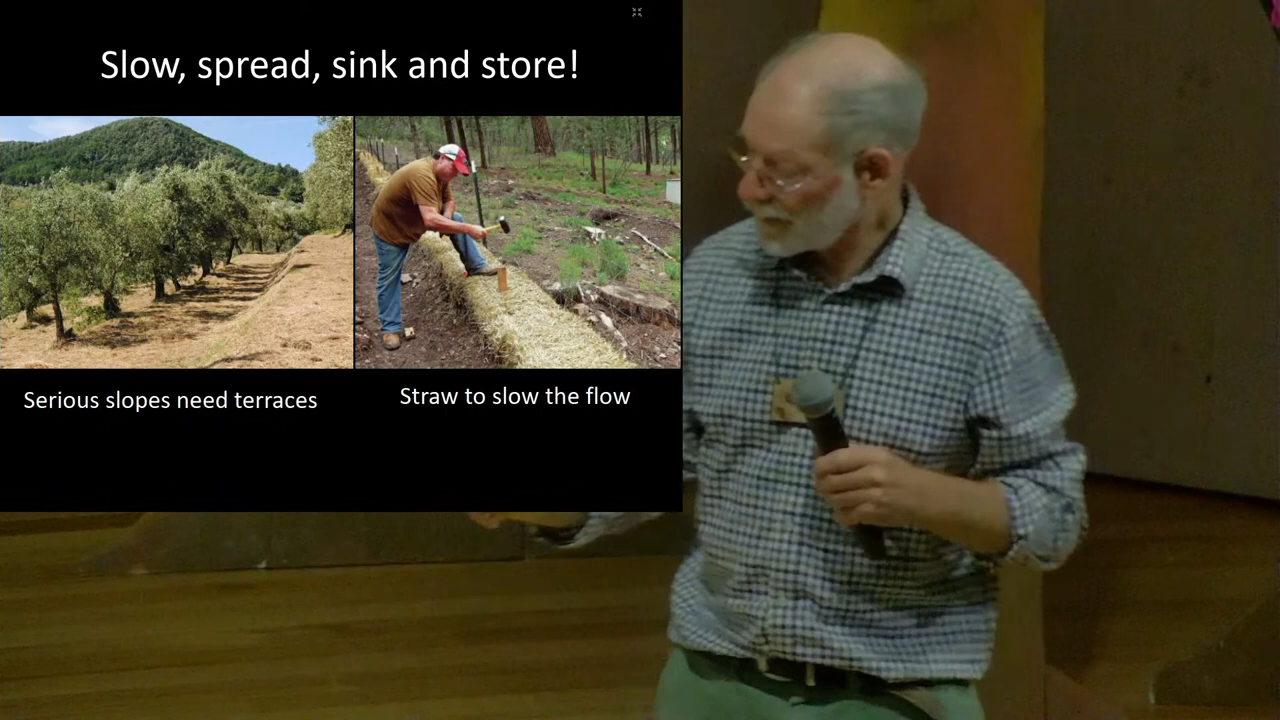 Slow, spread, sink and store!
Serious slopes need terraces
Straw to slow the flow